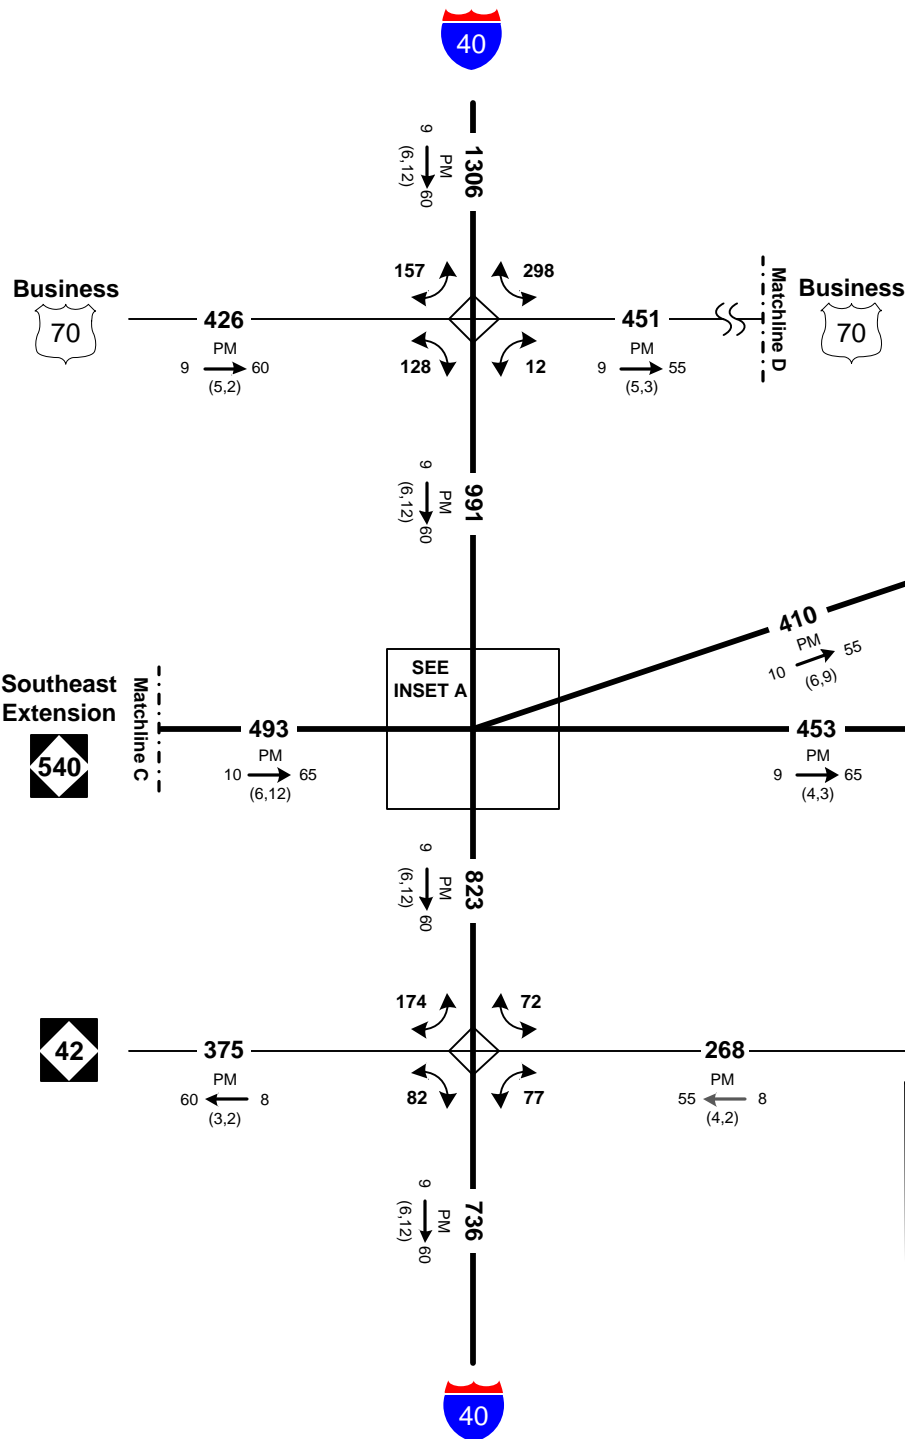 40
9
PM
(6,12)
60
1306
157
298
Business
70
426
PM
9 60
(5,2)
451
PM
9 55
(5,3)
Matchline D
Business
70
128
12
9
PM
(6,12)
60
991
410
PM
10 55
(6,9)
SEE
INSET A
Southeast
Extension
540
Matchline C
493
PM
10 65
(6,12)
453
PM
9 65
(4,3)
9
PM
(6,12)
60
823
174
72
42
375
PM
60 8
(3,2)
268
PM
55 8
(4,2)
82
77
9
PM
(6,12)
60
736
40